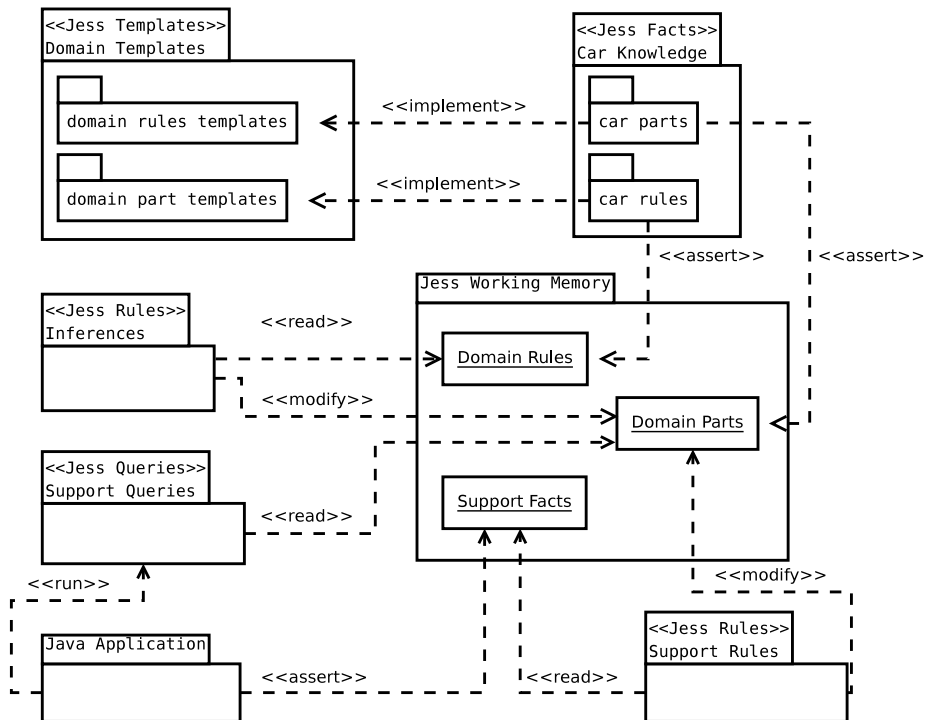 <<Jess Templates>>
Domain Templates
<<Jess Facts>>
Car Knowledge
domain rules templates
<<implement>>
car parts
domain part templates
<<implement>>
car rules
<<assert>>
<<assert>>
Jess Working Memory
<<Jess Rules>>
Inferences
<<read>>
Domain Rules
<<modify>>
Domain Parts
<<Jess Queries>>
Support Queries
<<read>>
Support Facts
<<run>>
<<modify>>
Java Application
<<Jess Rules>>
Support Rules
<<assert>>
<<read>>